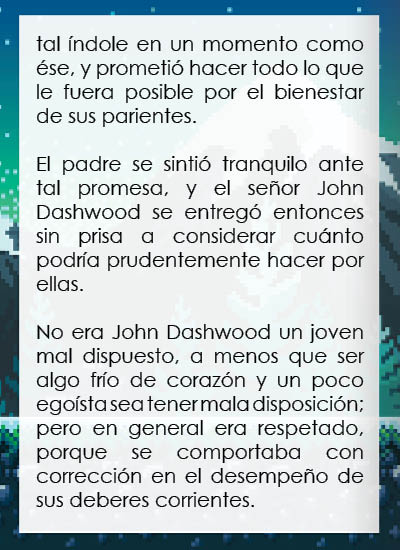 tal índole en un momento como
ése, y prometió hacer todo lo que
le fuera posible por el bienestar
de sus parientes.
El padre se sintió tranquilo ante
tal promesa, y el señor John
Dashwood se entregó entonces
sin prisa a considerar cuánto
podría prudentemente hacer por
ellas.
No era John Dashwood un joven
mal dispuesto, a menos que ser
algo frío de corazón y un poco
egoísta sea tener mala disposición;
pero en general era respetado,
porque se comportaba con
corrección en el desempeño de
sus deberes corrientes.